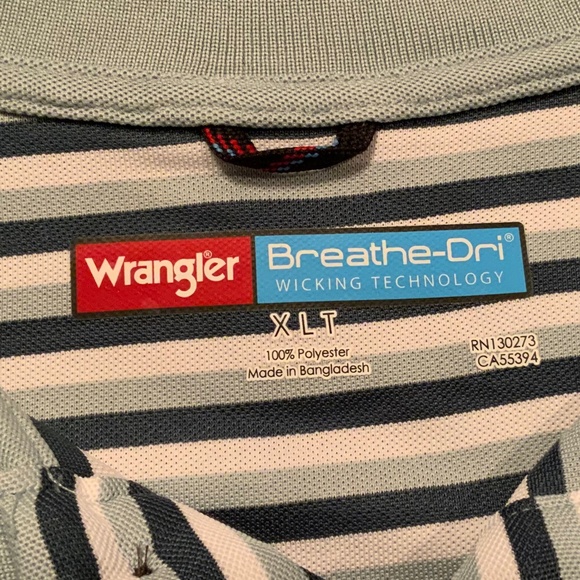 Wrangler®
Breathe-Dri®
WICKING TECHNOLOGY
XLT
100% Polyester
Made in Bangladesh
RN130273
CA55394